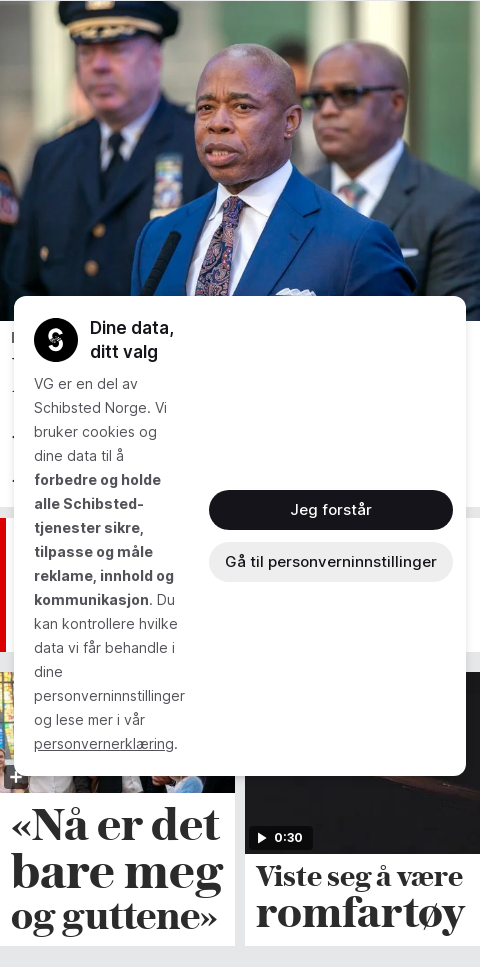 Dine data,
ditt valg
VG er en del av
Schibsted Norge. Vi
bruker cookies og
dine data til å
forbedre og holde
alle Schibsted-
tjenester sikre,
tilpasse og måle
reklame, innhold og
kommunikasjon. Du
kan kontrollere hvilke
data vi får behandle i
dine
personverninnstillinger
og lese mer i vår
personvernerklæring.
Jeg forstår
Gå til personverninnstillinger
«Nå er det
bare meg
og guttene»
0:30
Viste seg å være
romfartøy